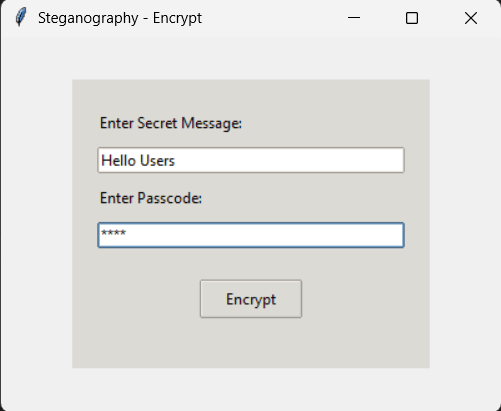 Steganography - Encrypt
Enter Secret Message:
Hello Users
Enter Passcode:
****
Encrypt